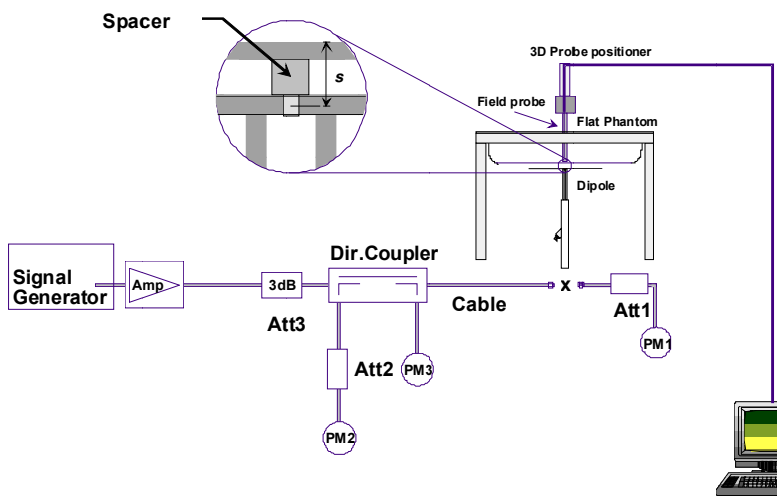 Spacer
s
3D Probe positioner
Field probe
Flat Phantom
Dipole
Signal
Generator
Amp
3dB
Att3
Dir.Coupler
Cable
x
Att1
PM1
Att2
PM3
PM2